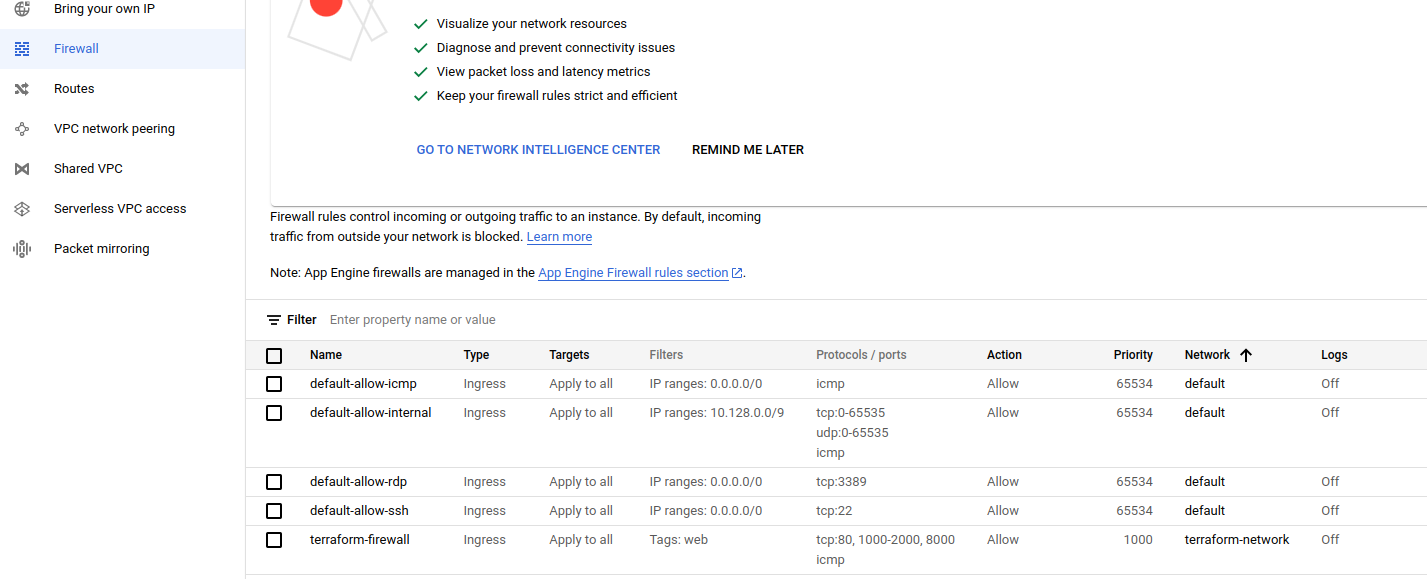 Bring your own IP
Firewall
Routes
VPC network peering
Shared VPC
Serverless VPC access
Packet mirroring
Visualize your network resources
Diagnose and prevent connectivity issues
View packet loss and latency metrics
Keep your firewall rules strict and efficient
GO TO NETWORK INTELLIGENCE CENTER REMIND ME LATER
Firewall rules control incoming or outgoing traffic to an instance. By default, incoming
traffic from outside your network is blocked. Learn more
Note: App Engine firewalls are managed in the App Engine Firewall rules section.
Filter Enter property name or value
Name Type Targets Filters Protocols / ports Action Priority Network Logs
default-allow-icmp Ingress Apply to all IP ranges: 0.0.0.0/0 icmp Allow 65534 default Off
default-allow-internal Ingress Apply to all IP ranges: 10.128.0.0/9 tcp:0-65535 Allow 65534 default Off
udp:0-65535
icmp
default-allow-rdp Ingress Apply to all IP ranges: 0.0.0.0/0 tcp:3389 Allow 65534 default Off
default-allow-ssh Ingress Apply to all IP ranges: 0.0.0.0/0 tcp:22 Allow 65534 default Off
terraform-firewall Ingress Apply to all Tags: web tcp:80, 1000-2000, 8000 Allow 1000 terraform-network Off
icmp